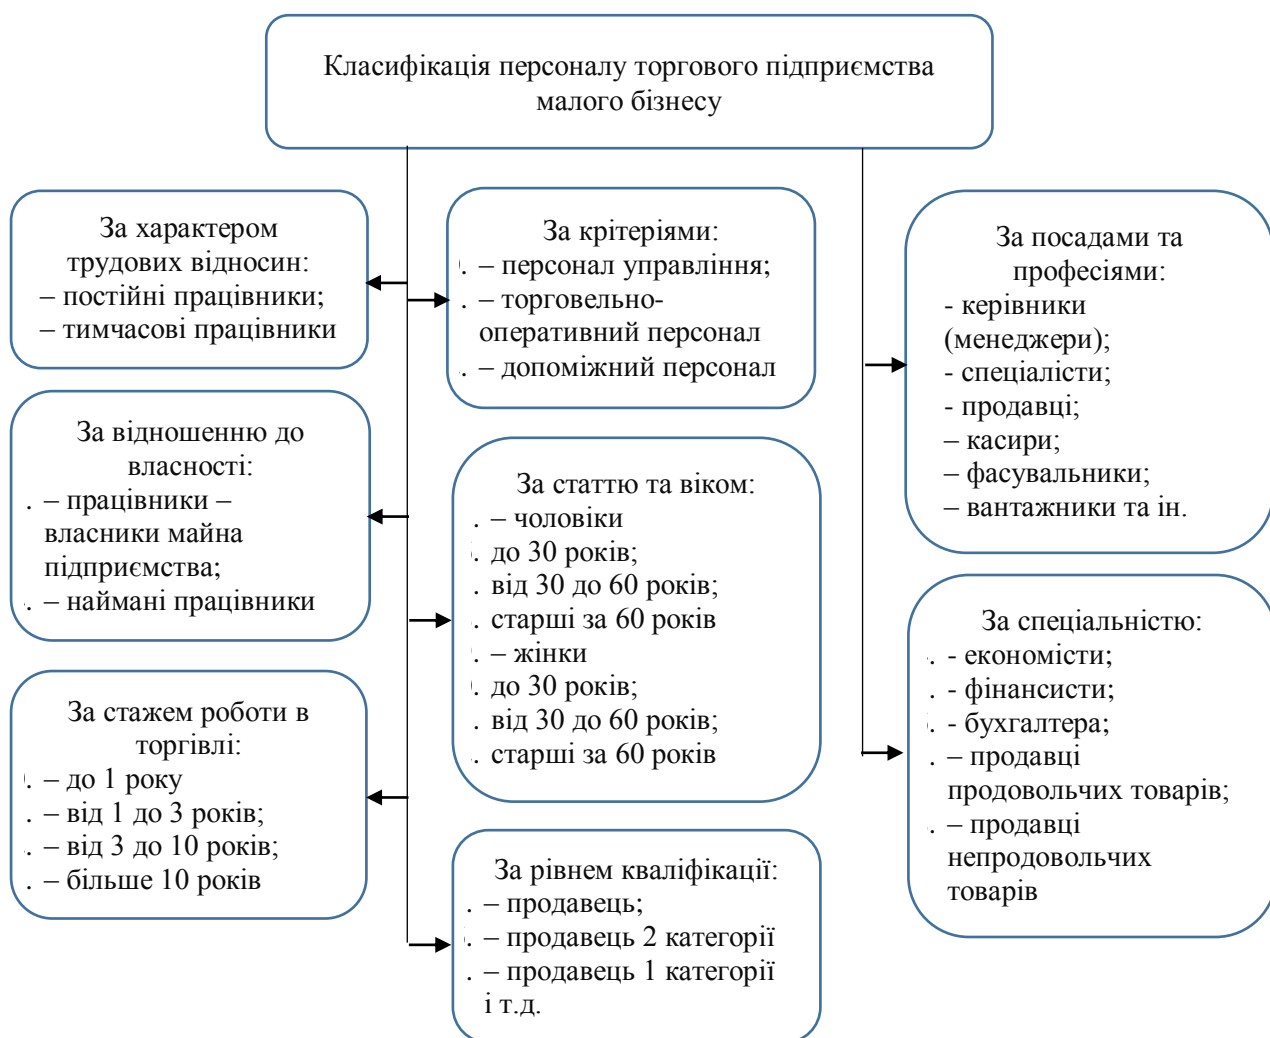 Класифікація персоналу торгового підприємства
малого бізнесу
За характером
трудових відносин:
– постійні працівники;
– тимчасові працівники
За крітеріями:
– персонал управління;
– торговельно-
оперативний персонал
– допоміжний персонал
За посадами та
професіями:
- керівники
(менеджери);
- спеціалісти;
- продавці;
– касири;
– фасувальники;
– вантажники та ін.
За відношенню до
власності:
– працівники –
власники майна
підприємства;
– наймані працівники
За статтю та віком:
– чоловіки
до 30 років;
від 30 до 60 років;
старші за 60 років
– жінки
до 30 років;
від 30 до 60 років;
старші за 60 років
За спеціальністю:
- економісти;
- фінансисти;
- бухгалтера;
– продавці
продовольчих товарів;
– продавці
непродовольчих
товарів
За стажем роботи в
торгівлі:
– до 1 року
– від 1 до 3 років;
– від 3 до 10 років;
– більше 10 років
За рівнем кваліфікації:
– продавець;
– продавець 2 категорії
– продавець 1 категорії
і т.д.